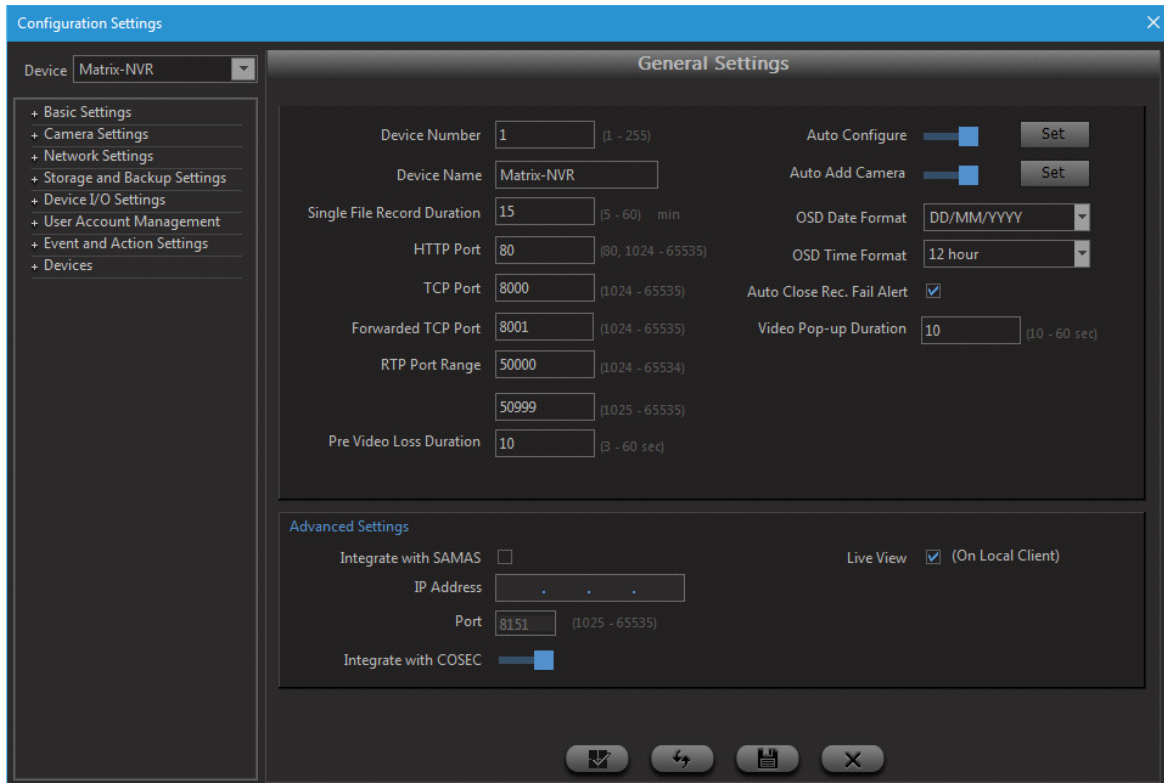 Configuration Settings
Device Matrix-NVR
+ Basic Settings
+ Camera Settings
+ Network Settings
+ Storage and Backup Settings
+ Device I/O Settings
+ User Account Management
+ Event and Action Settings
+ Devices
General Settings
Device Number 1 (1 - 255)
Device Name Matrix-NVR
Single File Record Duration 15 (5 - 60) min
HTTP Port 80 (80, 1024 - 65535)
TCP Port 8000 (1024 - 65535)
Forwarded TCP Port 8001 (1024 - 65535)
RTP Port Range 50000 (1024 - 65534)
50999 (1025 - 65535)
Pre Video Loss Duration 10 (3 - 60 sec)
Auto Configure Set
Auto Add Camera Set
OSD Date Format DD/MM/YYYY
OSD Time Format 12 hour
Auto Close Rec. Fail Alert
Video Pop-up Duration 10 (10 - 60 sec)
Advanced Settings
Integrate with SAMAS
IP Address . . .
Port 8151 (1025 - 65535)
Integrate with COSEC
Live View (On Local Client)